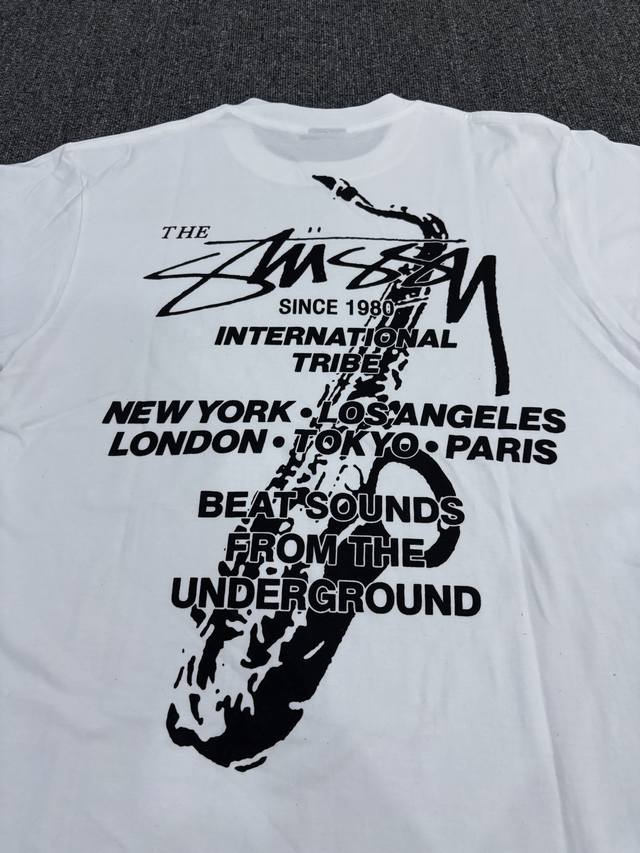 THE
Stüssy
SINCE 1980
INTERNATIONAL
TRIBE
NEW YORK • LOS ANGELES
LONDON • TOKYO • PARIS
BEAT SOUNDS
FROM THE
UNDERGROUND